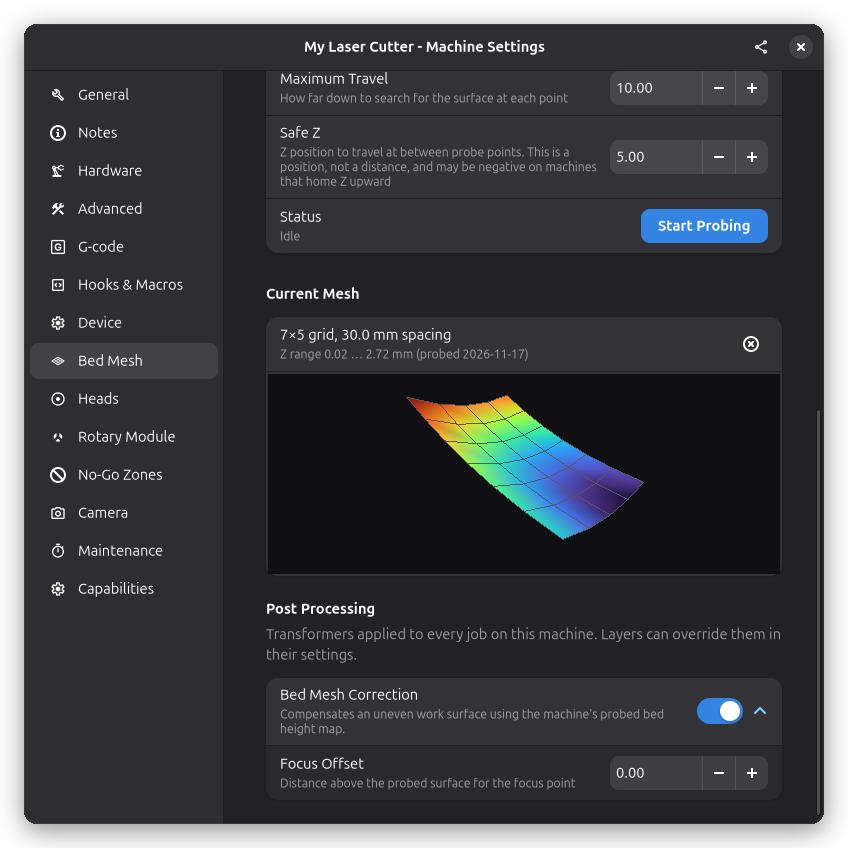 My Laser Cutter - Machine Settings
General
Notes
Hardware
Advanced
G-code
Hooks & Macros
Device
Bed Mesh
Heads
Rotary Module
No-Go Zones
Camera
Maintenance
Capabilities
Maximum Travel
How far down to search for the surface at each point
10.00
Safe Z
Z position to travel at between probe points. This is a
position, not a distance, and may be negative on machines
that home Z upward
5.00
Status
Idle
Start Probing
Current Mesh
7×5 grid, 30.0 mm spacing
Z range 0.02 … 2.72 mm (probed 2026-11-17)
Post Processing
Transformers applied to every job on this machine. Layers can override them in
their settings.
Bed Mesh Correction
Compensates an uneven work surface using the machine's probed bed
height map.
Focus Offset
Distance above the probed surface for the focus point
0.00